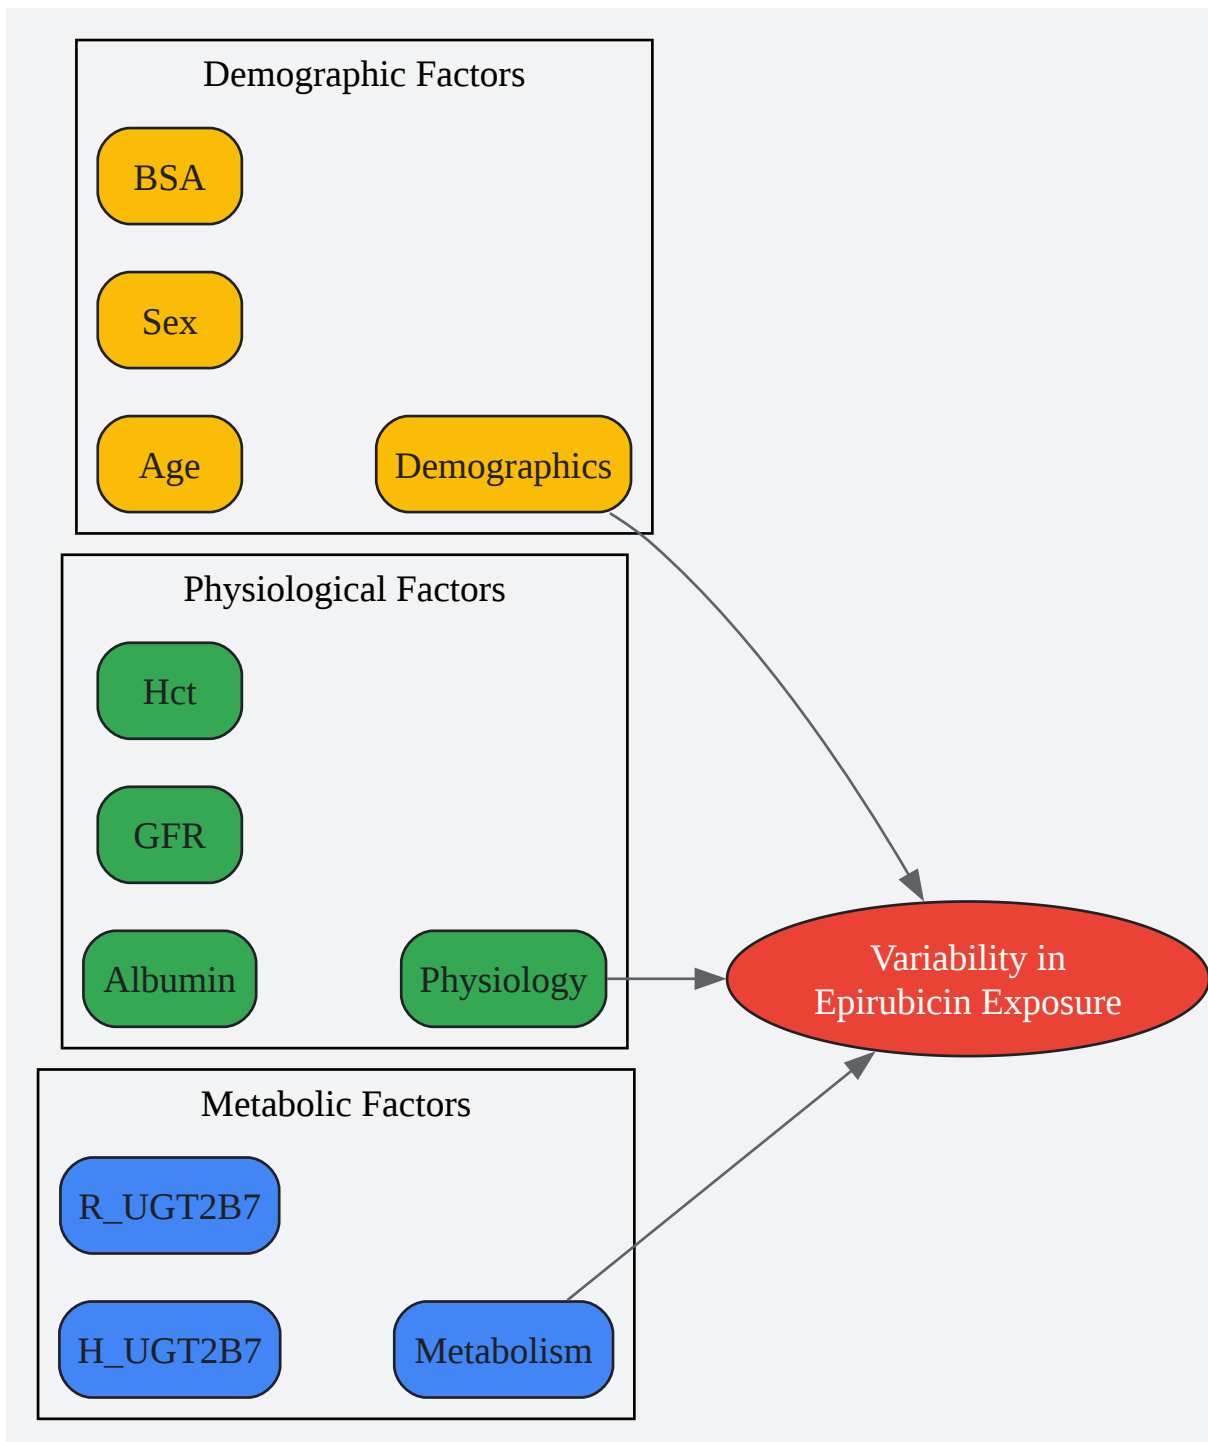 Demographic Factors
BSA
Sex
Age
Demographics
Physiological Factors
Hct
GFR
Albumin
Physiology
Variability in
Epirubicin Exposure
Metabolic Factors
R_UGT2B7
H_UGT2B7
Metabolism